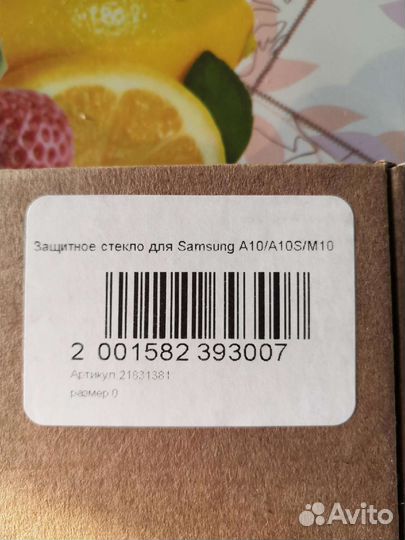 Защитное стекло для Samsung A10/A10S/M10
2 001582 393007
Артикул 21831381
размер 0
Avito